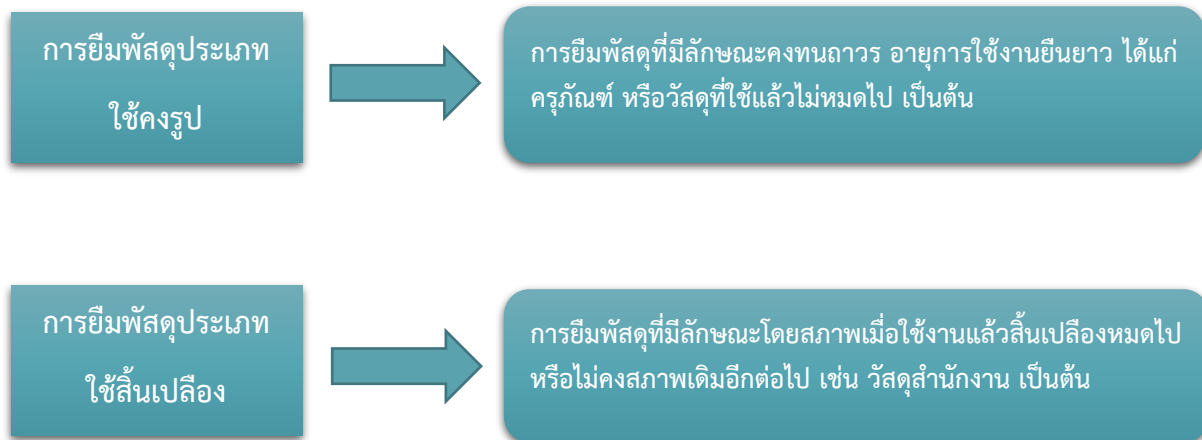 การยืมพัสดุประเภท
ใช้คงรูป
การยืมพัสดุที่มีลักษณะคงทนถาวร อายุการใช้งานยืนยาว ได้แก่
ครุภัณฑ์ หรือวัสดุที่ใช้แล้วไม่หมดไป เป็นต้น
การยืมพัสดุประเภท
ใช้สิ้นเปลือง
การยืมพัสดุที่มีลักษณะโดยสภาพเมื่อใช้งานแล้วสิ้นเปลืองหมดไป
หรือไม่คงสภาพเดิมอีกต่อไป เช่น วัสดุสำนักงาน เป็นต้น